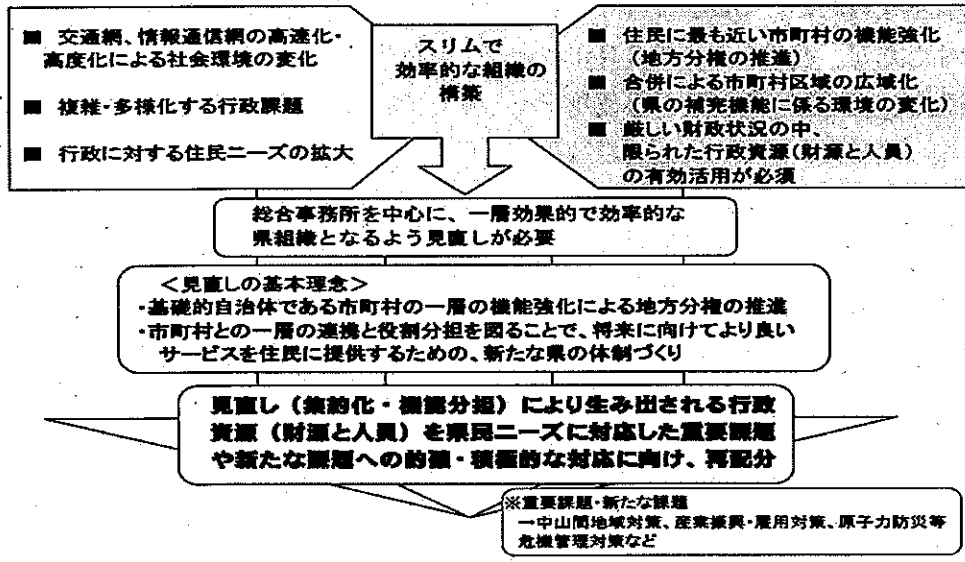 ■ 交通網、情報通信網の高速化・
高度化による社会環境の変化
■ 複雑・多様化する行政課題
■ 行政に対する住民ニーズの拡大
スリムで
効率的な組織の
構築
■ 住民に最も近い市町村の機能強化
(地方分権の推進)
■ 合併による市町村区域の広域化
(県の補完機能に係る環境の変化)
■ 厳しい財政状況の中、
限られた行政資源(財源と人員)
の有効活用が必須
総合事務所を中心に、一層効果的で効率的な
県組織となるよう見直しが必要
<見直しの基本理念>
・基礎的自治体である市町村の一層の機能強化による地方分権の推進
・市町村との一層の連携と役割分担を図ることで、将来に向けてより良い
サービスを住民に提供するための、新たな県の体制づくり
見直し(集約化・機能分担)により生み出される行政
資源(財源と人員)を県民ニーズに対応した重要課題
や新たな課題への的確・積極的な対応に向け、再配分
※重要課題・新たな課題
→中山間地域対策、産業振興・雇用対策、原子力防災等
危機管理対策など